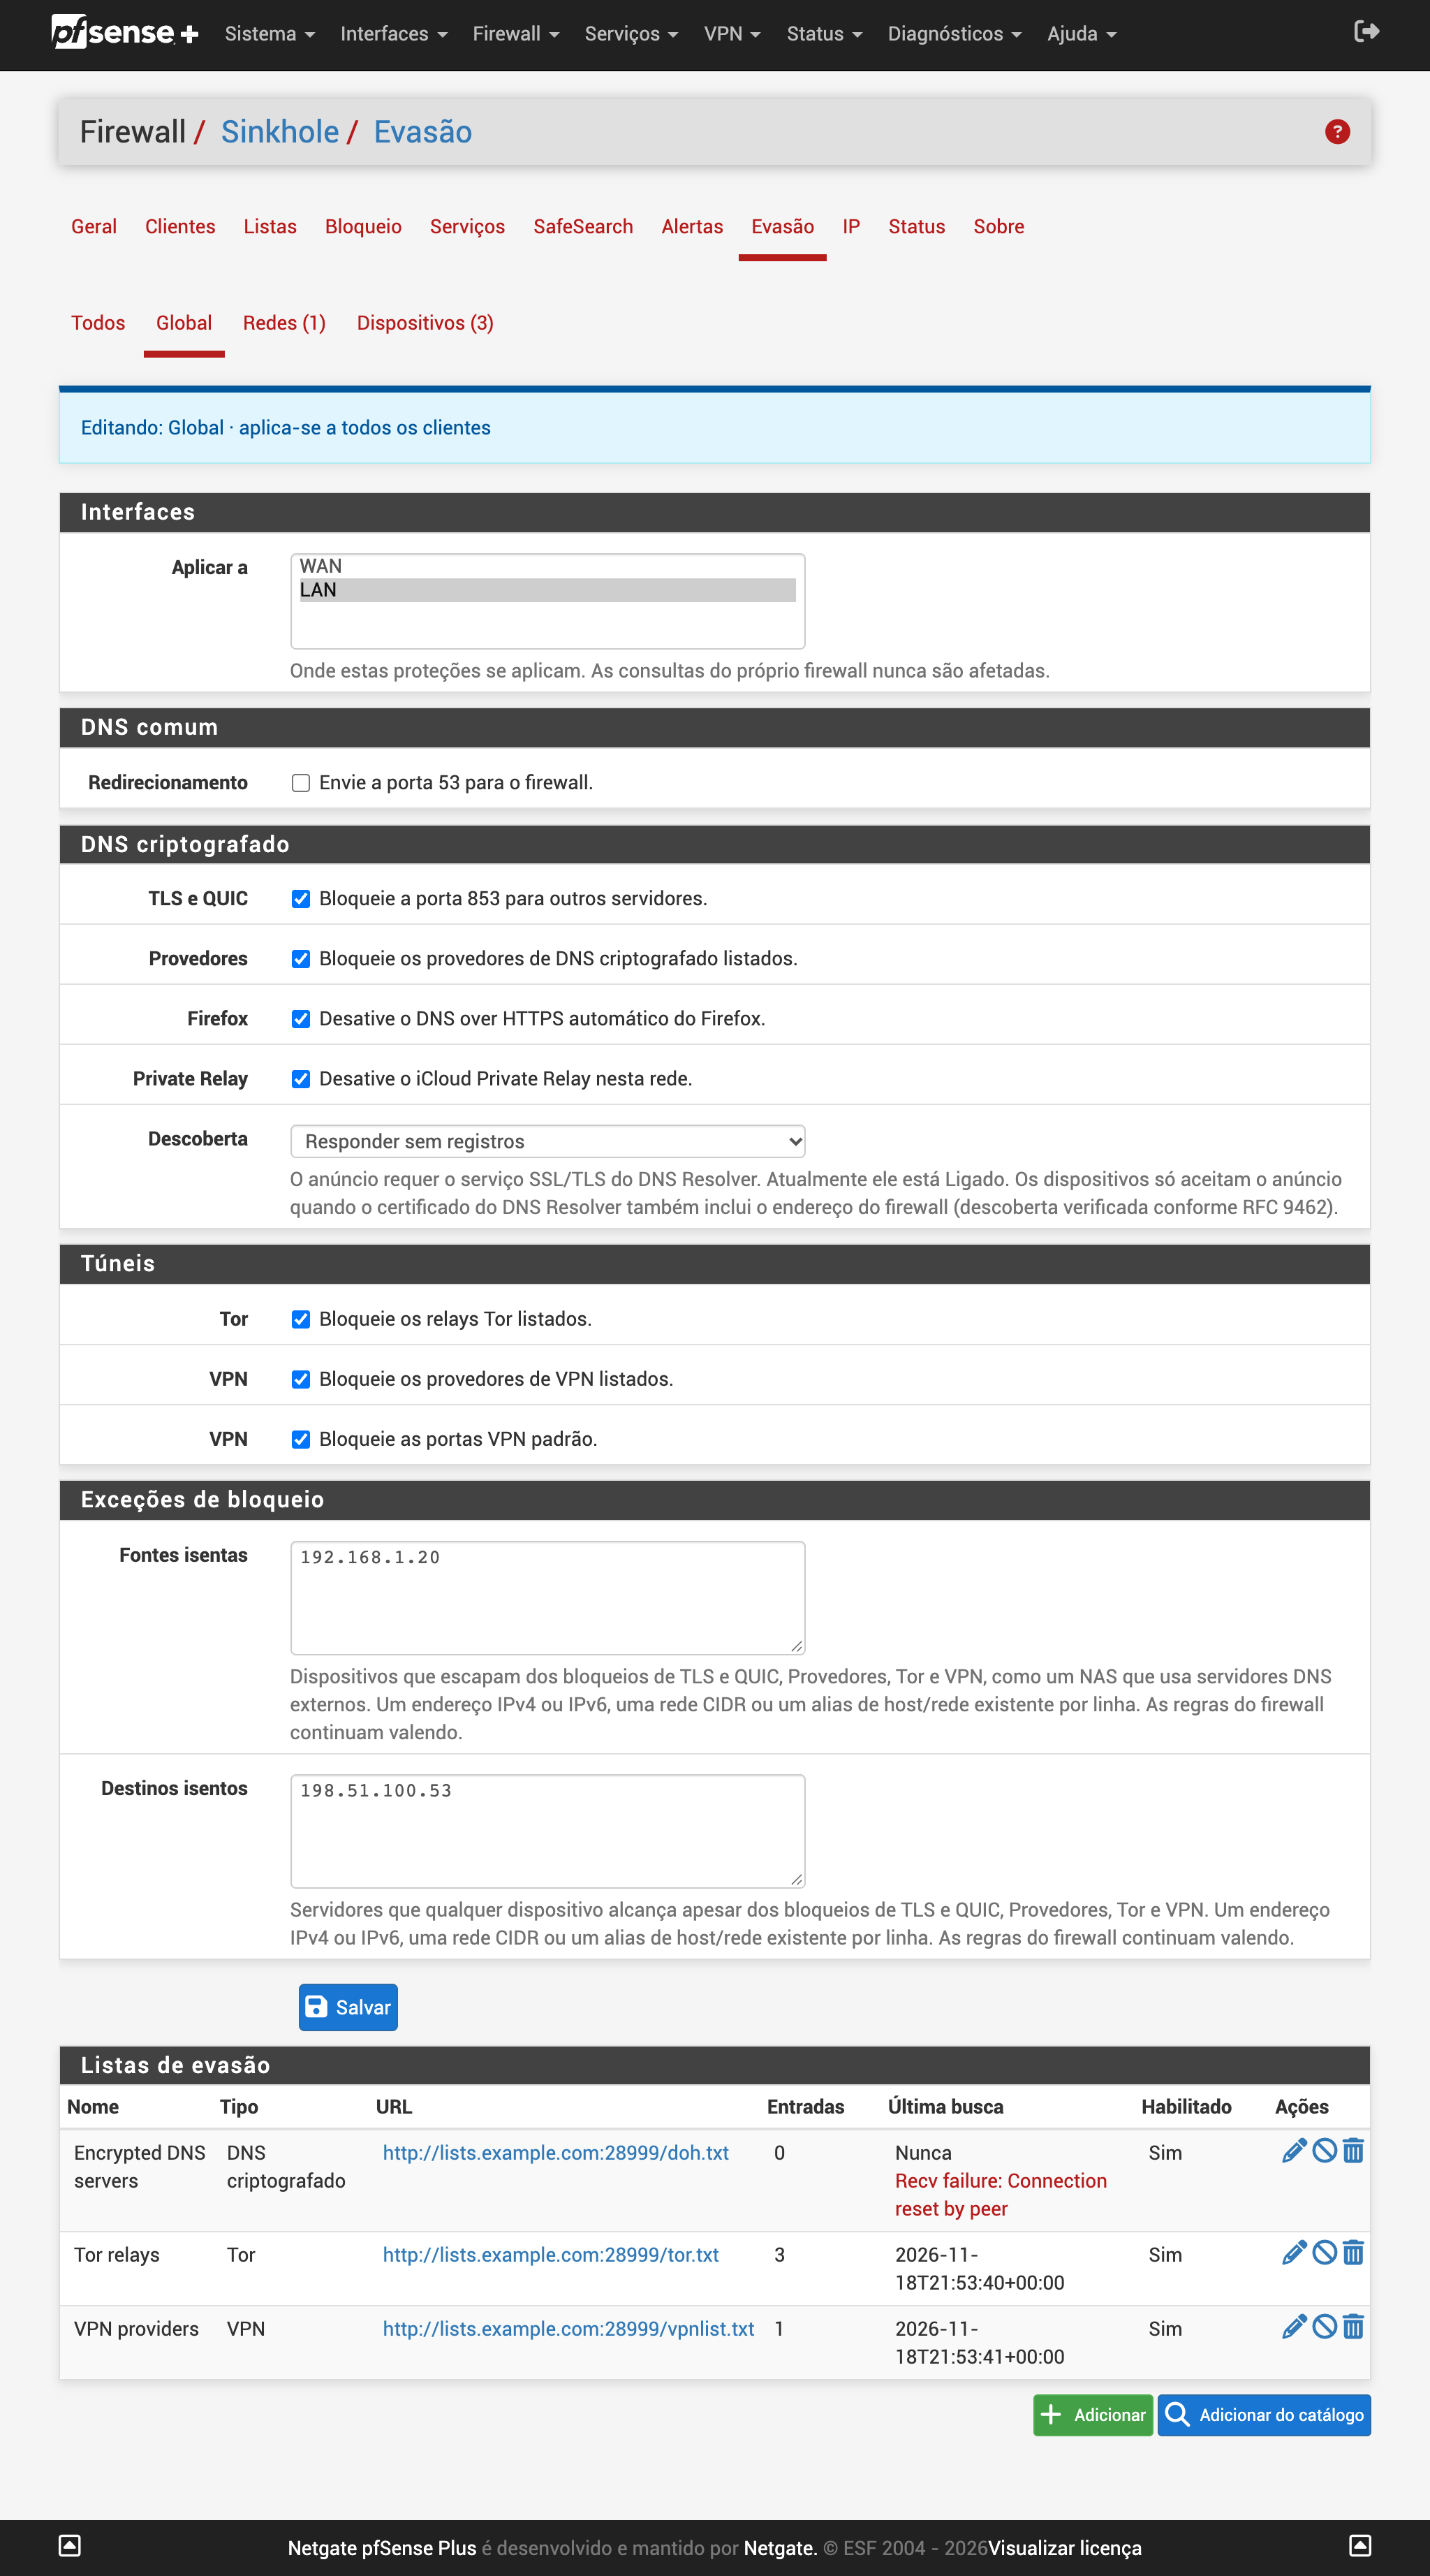 pfsense+ Sistema Interfaces Firewall Serviços VPN Status Diagnósticos Ajuda
Firewall / Sinkhole / Evasão
Geral Clientes Listas Bloqueio Serviços SafeSearch Alertas Evasão IP Status Sobre
Todos Global Redes (1) Dispositivos (3)
Editando: Global · aplica-se a todos os clientes
Interfaces
Aplicar a
WAN
LAN
Onde estas proteções se aplicam. As consultas do próprio firewall nunca são afetadas.
DNS comum
Redirecionamento Envie a porta 53 para o firewall.
DNS criptografado
TLS e QUIC Bloqueie a porta 853 para outros servidores.
Provedores Bloqueie os provedores de DNS criptografado listados.
Firefox Desative o DNS over HTTPS automático do Firefox.
Private Relay Desative o iCloud Private Relay nesta rede.
Descoberta Responder sem registros
O anúncio requer o serviço SSL/TLS do DNS Resolver. Atualmente ele está Ligado. Os dispositivos só aceitam o anúncio
quando o certificado do DNS Resolver também inclui o endereço do firewall (descoberta verificada conforme RFC 9462).
Túneis
Tor Bloqueie os relays Tor listados.
VPN Bloqueie os provedores de VPN listados.
VPN Bloqueie as portas VPN padrão.
Exceções de bloqueio
Fontes isentas 192.168.1.20
Dispositivos que escapam dos bloqueios de TLS e QUIC, Provedores, Tor e VPN, como um NAS que usa servidores DNS
externos. Um endereço IPv4 ou IPv6, uma rede CIDR ou um alias de host/rede existente por linha. As regras do firewall
continuam valendo.
Destinos isentos 198.51.100.53
Servidores que qualquer dispositivo alcança apesar dos bloqueios de TLS e QUIC, Provedores, Tor e VPN. Um endereço
IPv4 ou IPv6, uma rede CIDR ou um alias de host/rede existente por linha. As regras do firewall continuam valendo.
Salvar
Listas de evasão
Nome Tipo URL Entradas Última busca Habilitado Ações
Encrypted DNS DNS http://lists.example.com:28999/doh.txt 0 Nunca Sim
servers criptografado Recv failure: Connection
reset by peer
Tor relays Tor http://lists.example.com:28999/tor.txt 3 2026-11- Sim
18T21:53:40+00:00
VPN providers VPN http://lists.example.com:28999/vpnlist.txt 1 2026-11- Sim
18T21:53:41+00:00
Adicionar Adicionar do catálogo
Netgate pfSense Plus é desenvolvido e mantido por Netgate. © ESF 2004 - 2026Visualizar licença